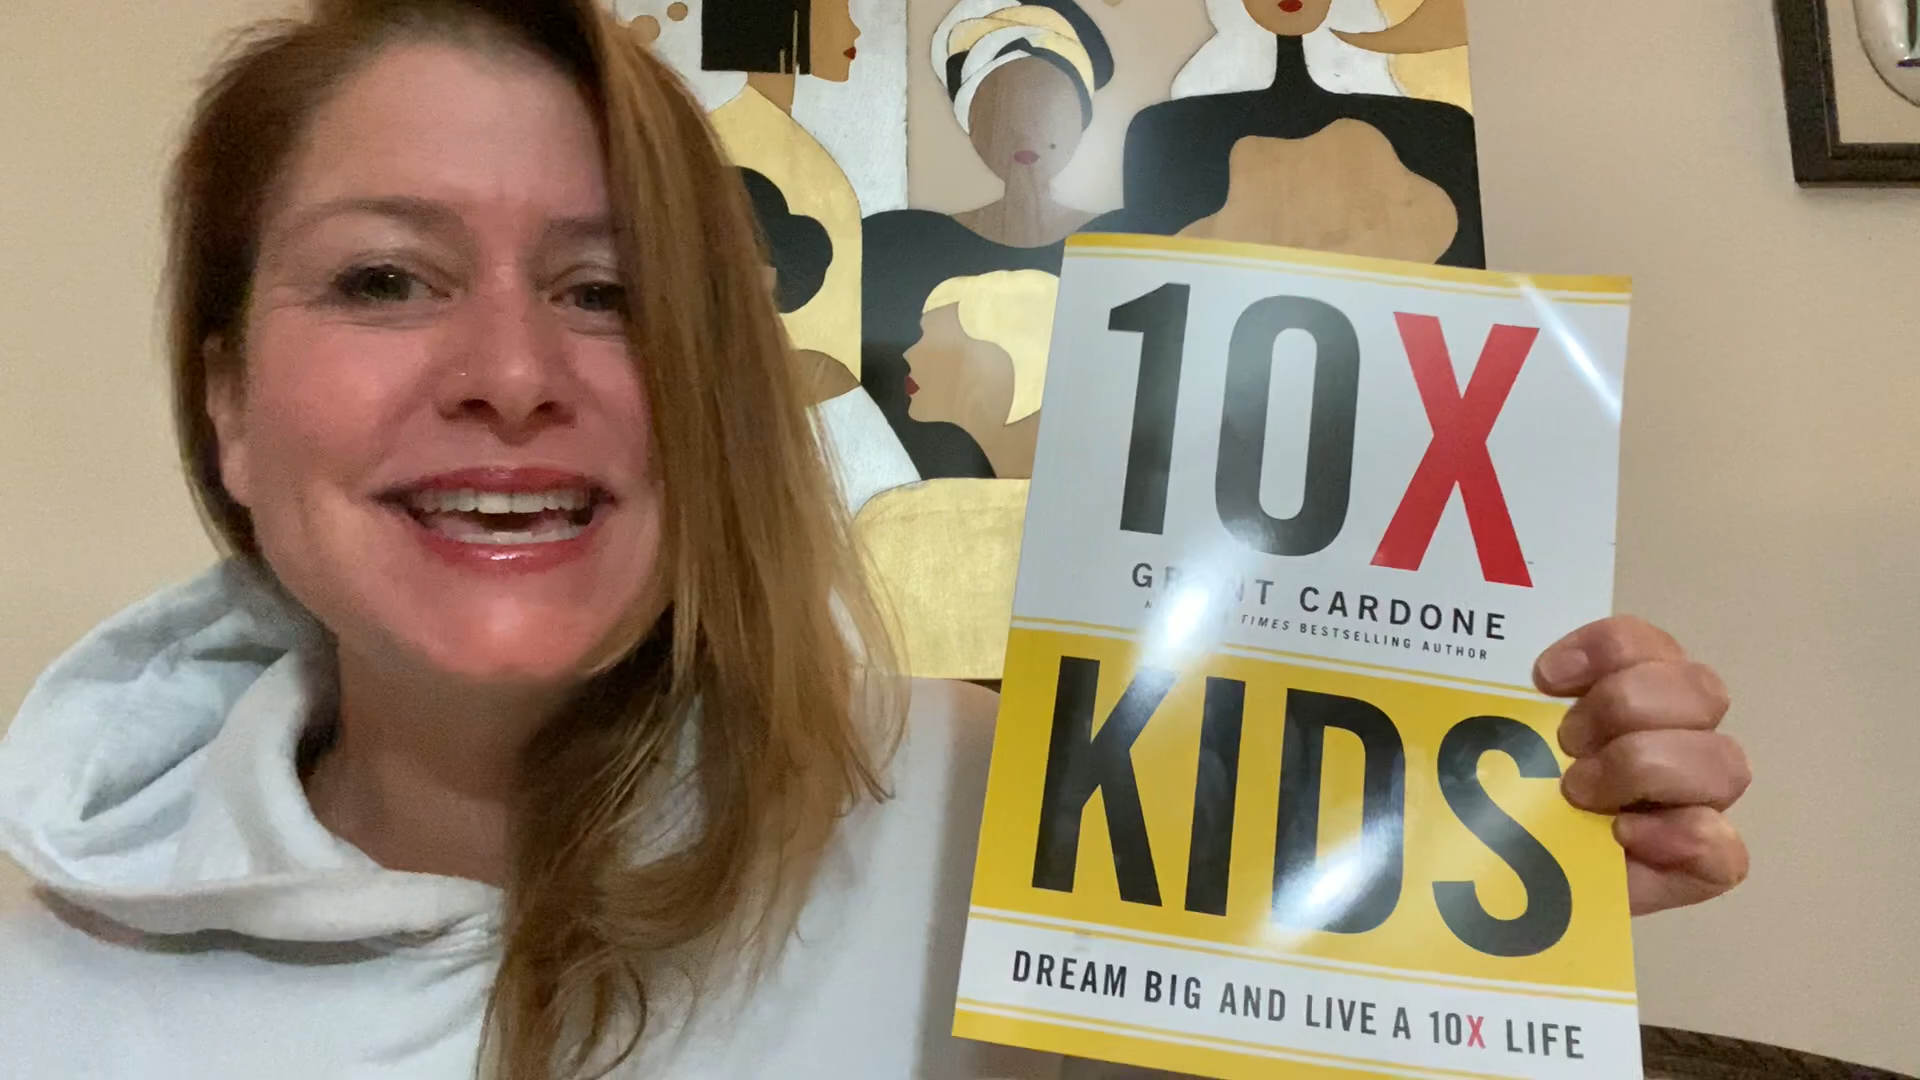 10X
CARDONE
TIMES BESTSELLING AUTHOR
KIDS
DREAM BIG AND LIVE A 10X LIFE